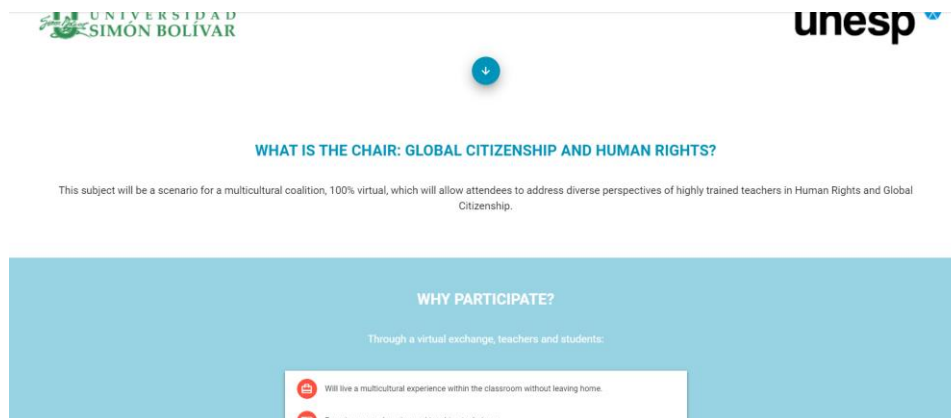 UNIVERSIDAD
SIMÓN BOLÍVAR
unesp
WHAT IS THE CHAIR: GLOBAL CITIZENSHIP AND HUMAN RIGHTS?
This subject will be a scenario for a multicultural coalition, 100% virtual, which will allow attendees to address diverse perspectives of highly trained teachers in Human Rights and Global
Citizenship.
WHY PARTICIPATE?
Through a virtual exchange, teachers and students:
Will live a multicultural experience within the classroom without leaving home.